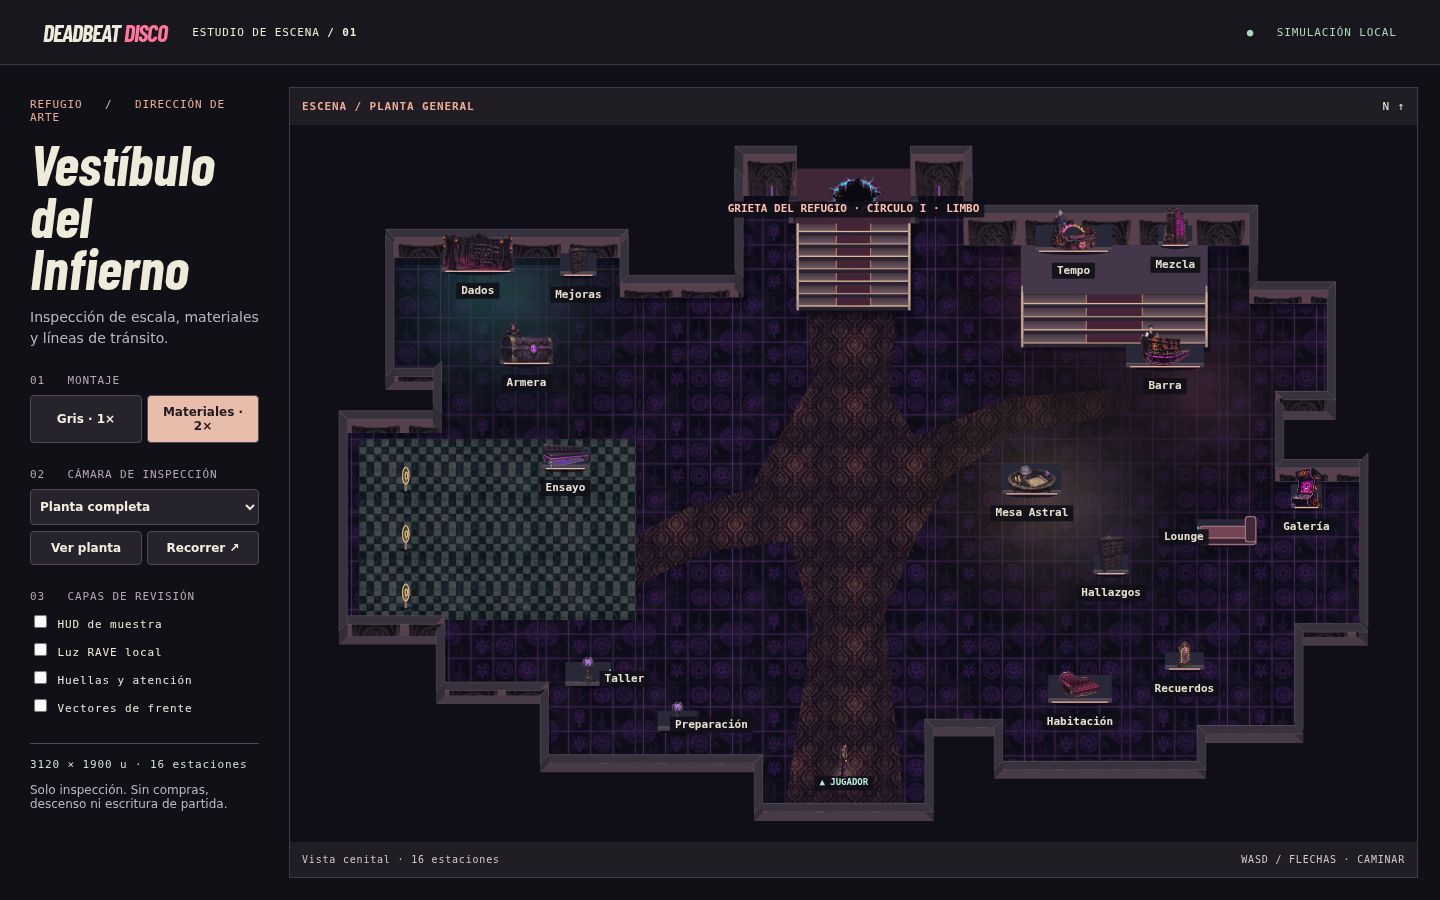 DEADBEAT DISCO
ESTUDIO DE ESCENA / 01
● SIMULACIÓN LOCAL
REFUGIO / DIRECCIÓN DE
ARTE
Vestíbulo
del
Infierno
Inspección de escala, materiales
y líneas de tránsito.
01 MONTAJE
Gris · 1×
Materiales ·
2×
02 CÁMARA DE INSPECCIÓN
Planta completa
Ver planta
Recorrer ↗
03 CAPAS DE REVISIÓN
HUD de muestra
Luz RAVE local
Huellas y atención
Vectores de frente
3120 × 1900 u · 16 estaciones
Solo inspección. Sin compras,
descenso ni escritura de partida.
ESCENA / PLANTA GENERAL
N ↑
GRIETA DEL REFUGIO · CÍRCULO I · LIMBO
Tempo
Mezcla
Dados
Mejoras
Armera
Barra
Ensayo
Mesa Astral
Galería
Lounge
Hallazgos
Taller
Recuerdos
Preparación
Habitación
▲ JUGADOR
Vista cenital · 16 estaciones
WASD / FLECHAS · CAMINAR